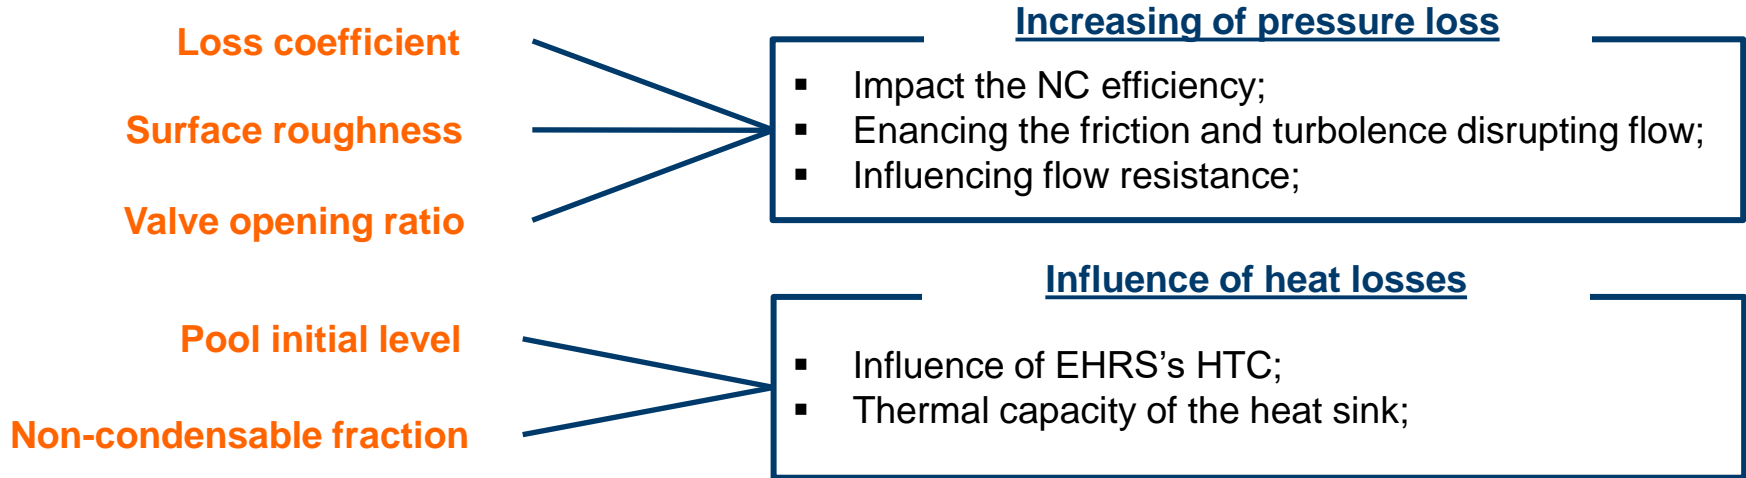 Loss coefficient
Surface roughness
Valve opening ratio
Increasing of pressure loss
▪ Impact the NC efficiency;
▪ Enancing the friction and turbolence disrupting flow;
▪ Influencing flow resistance;
Pool initial level
Non-condensable fraction
Influence of heat losses
▪ Influence of EHRS’s HTC;
▪ Thermal capacity of the heat sink;